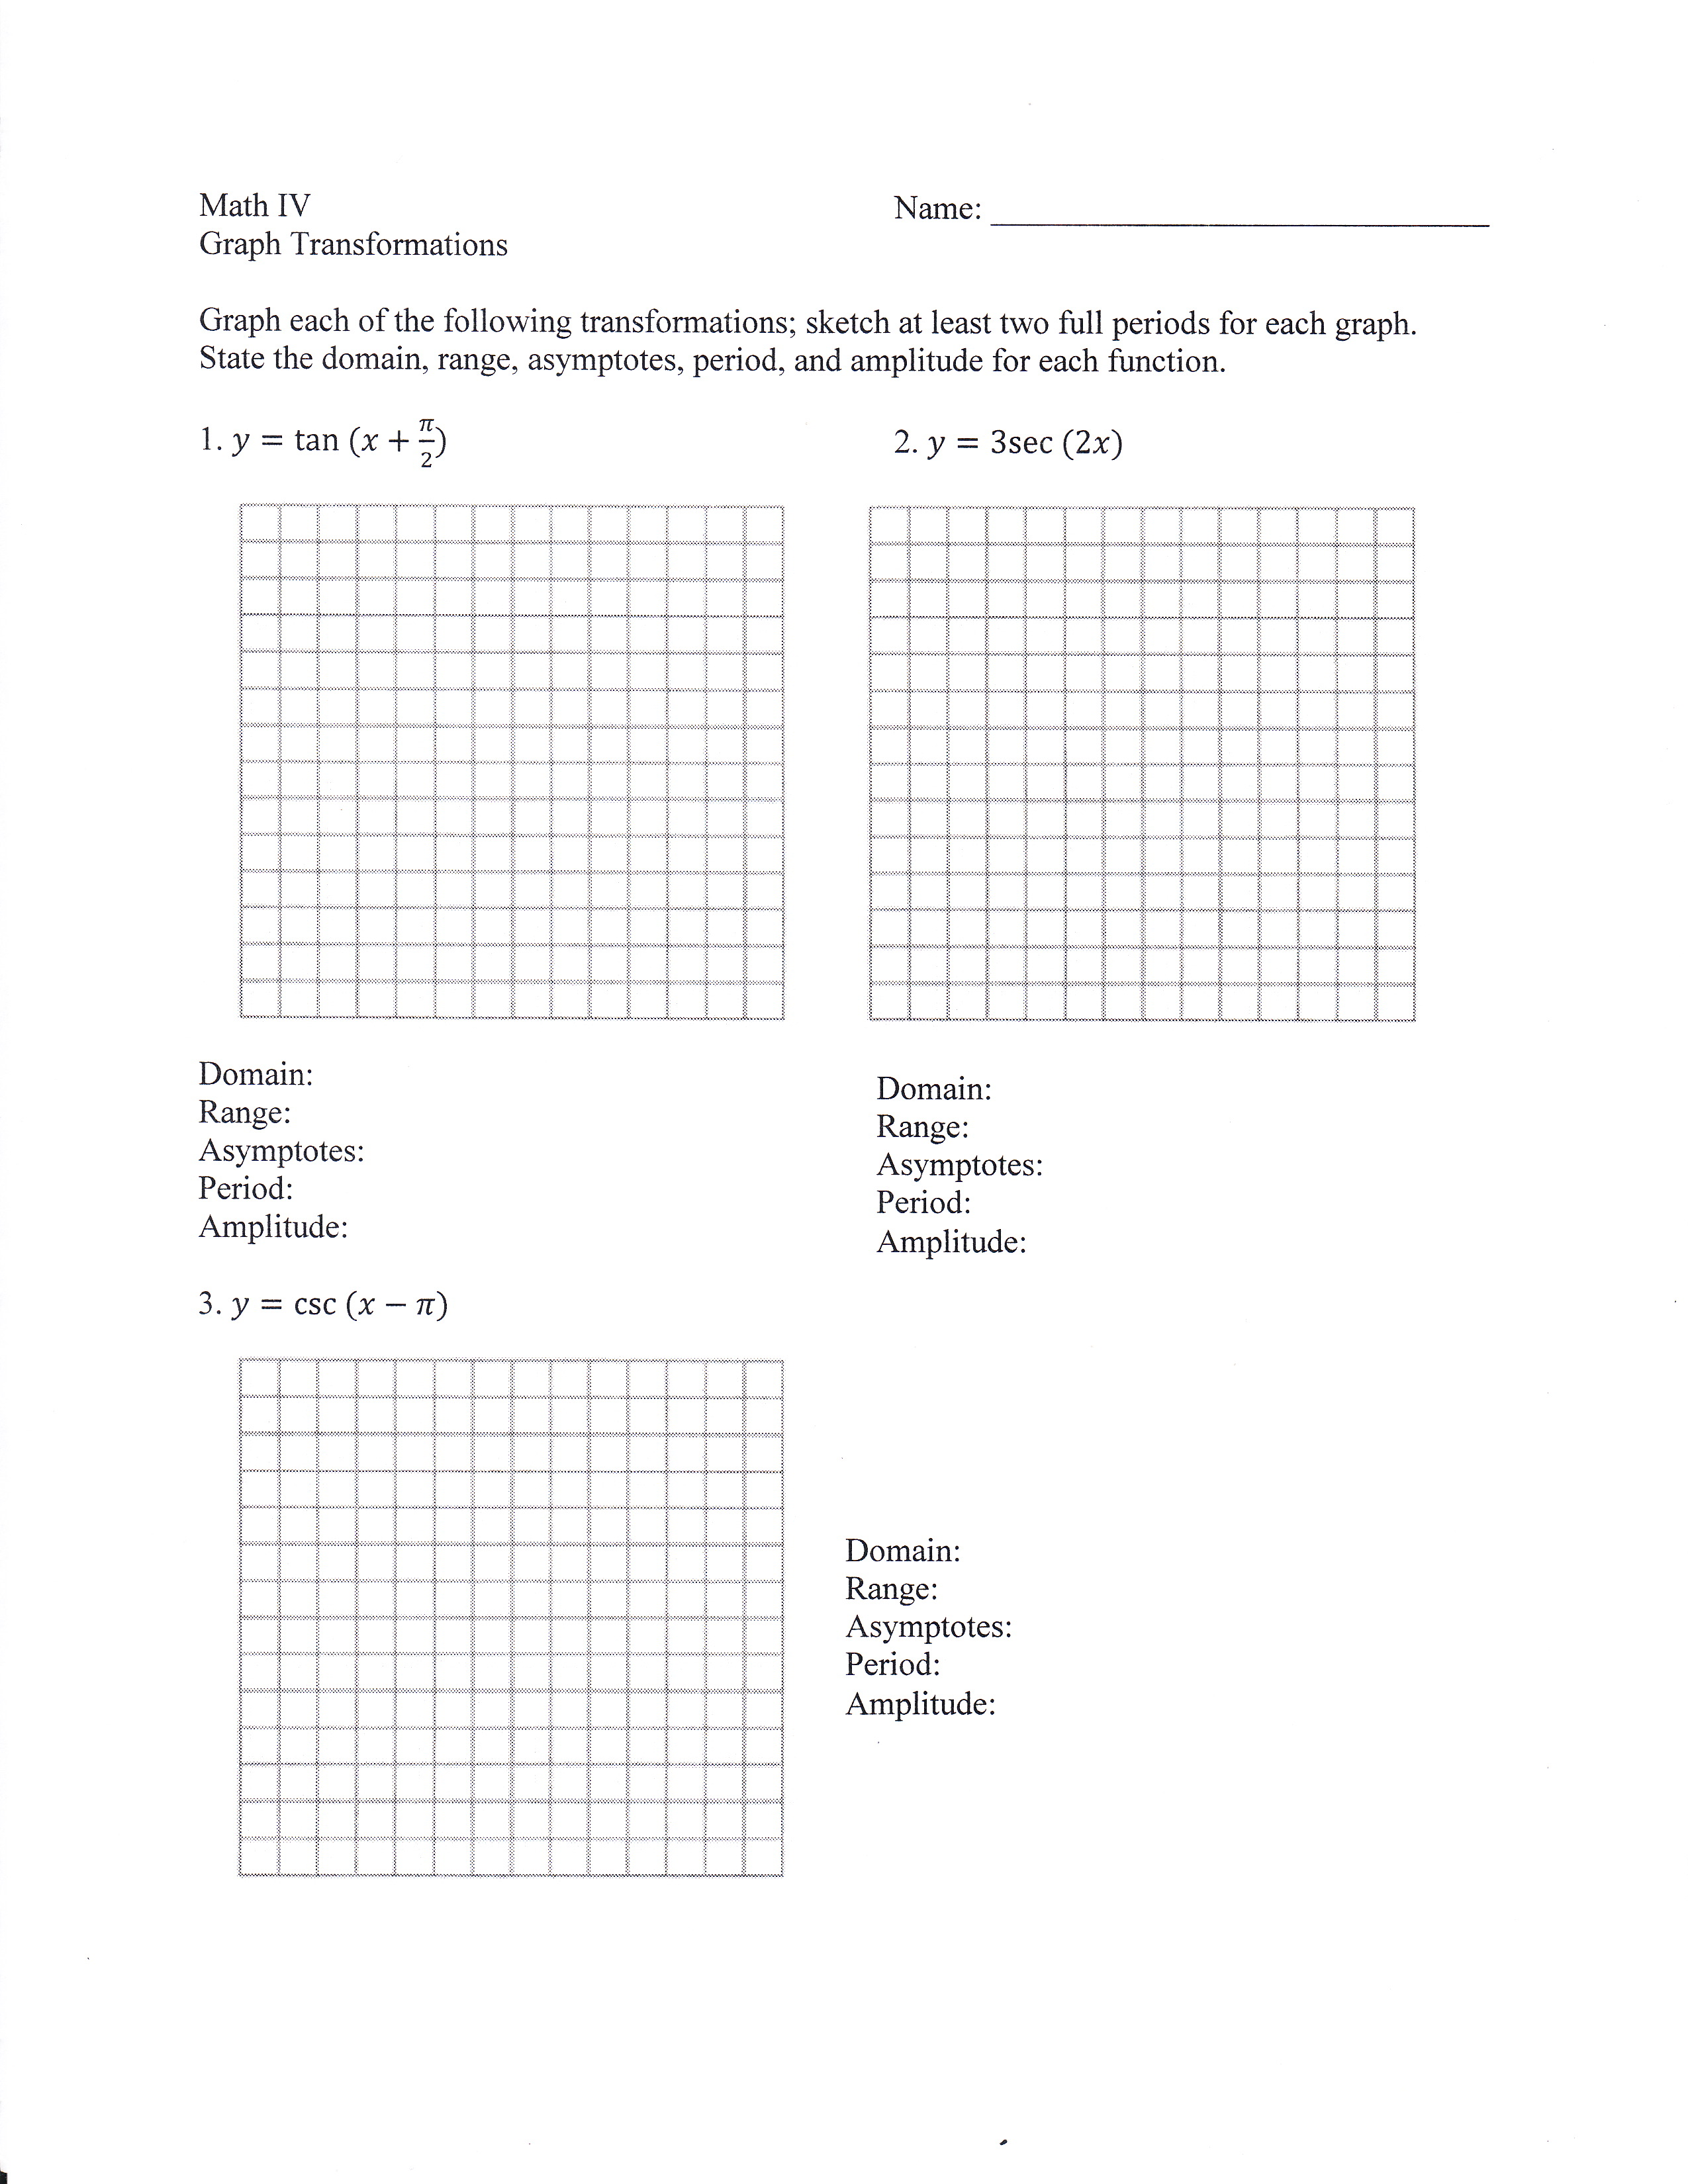 Math IV
Name:
Graph Transformations
Graph each of the following transformations; sketch at least two full periods for each graph.
State the domain, range, asymptotes, period, and amplitude for each function.
1. y = tan (x + π/2)
2. y = 3sec (2x)
Domain:
Range:
Asymptotes:
Period:
Amplitude:
Domain:
Range:
Asymptotes:
Period:
Amplitude:
3. y = csc (x − π)
Domain:
Range:
Asymptotes:
Period:
Amplitude: